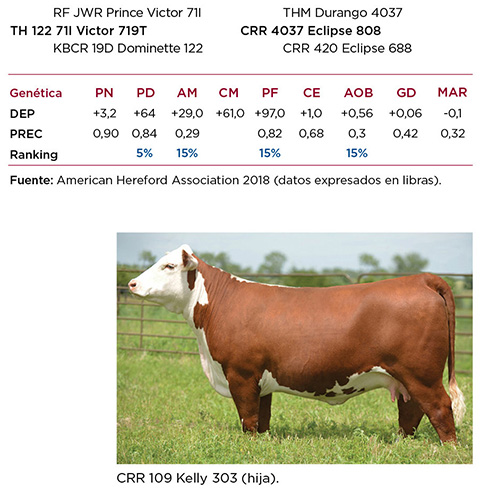 RF JWR Prince Victor 71I THM Durango 4037
TH 122 71I Victor 719T CRR 4037 Eclipse 808
KBCR 19D Dominette 122 CRR 420 Eclipse 688
Genética PN PD AM CM PF CE AOB GD MAR
DEP +3,2 +64 +29,0 +61,0 +97,0 +1,0 +0,56 +0,06 -0,1
PREC 0,90 0,84 0,29 0,82 0,68 0,3 0,42 0,32
Ranking 5% 15% 15% 15%
Fuente: American Hereford Association 2018 (datos expresados en libras).
CRR 109 Kelly 303 (hija).